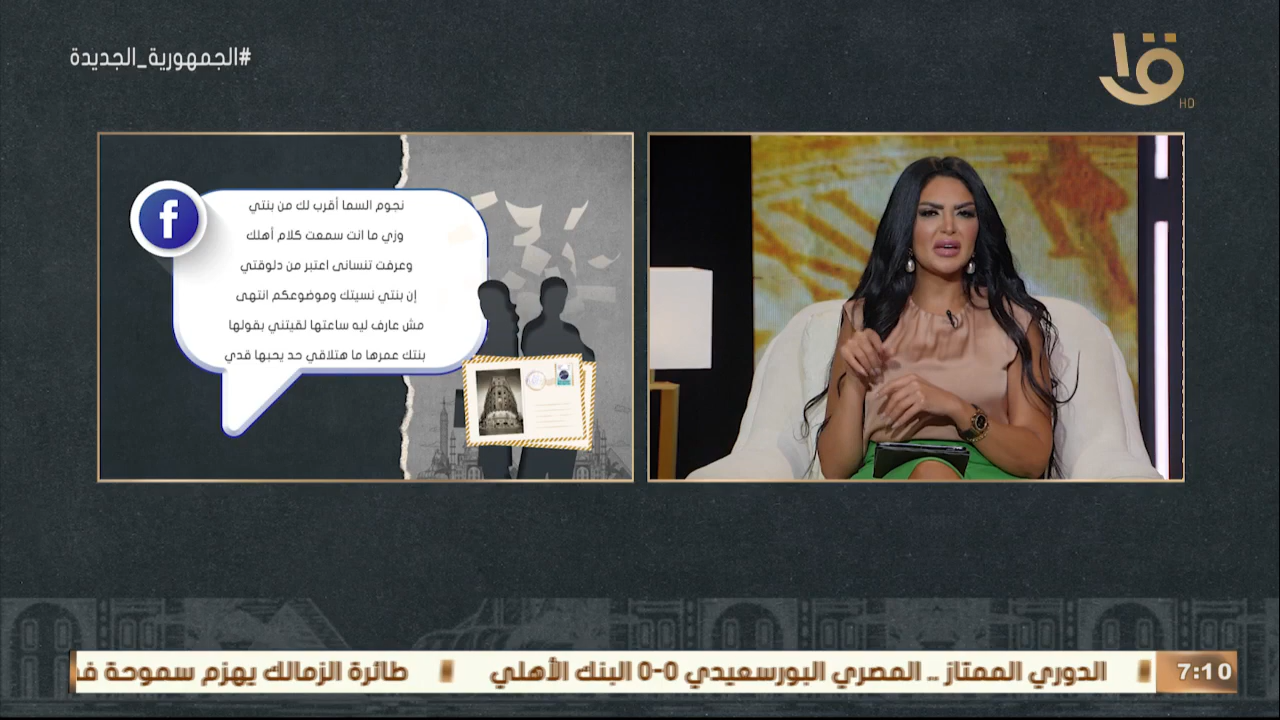 #الجمهورية_الجديدة
HD
نجوم السما أقرب لك من بنتي
وزي ما انت سمعت كلام أهلك
وعرفت تنسانى اعتبر من دلوقتي
إن بنتي نسيتك وموضوعكم انتهى
مش عارف ليه ساعتها لقيتني بقولها
بنتك عمرها ما هتلاقي حد يحبها قدي
7:10
الدوري الممتاز .. المصري البورسعيدي 0-0 البنك الأهلي
طائرة الزمالك يهزم سموحة